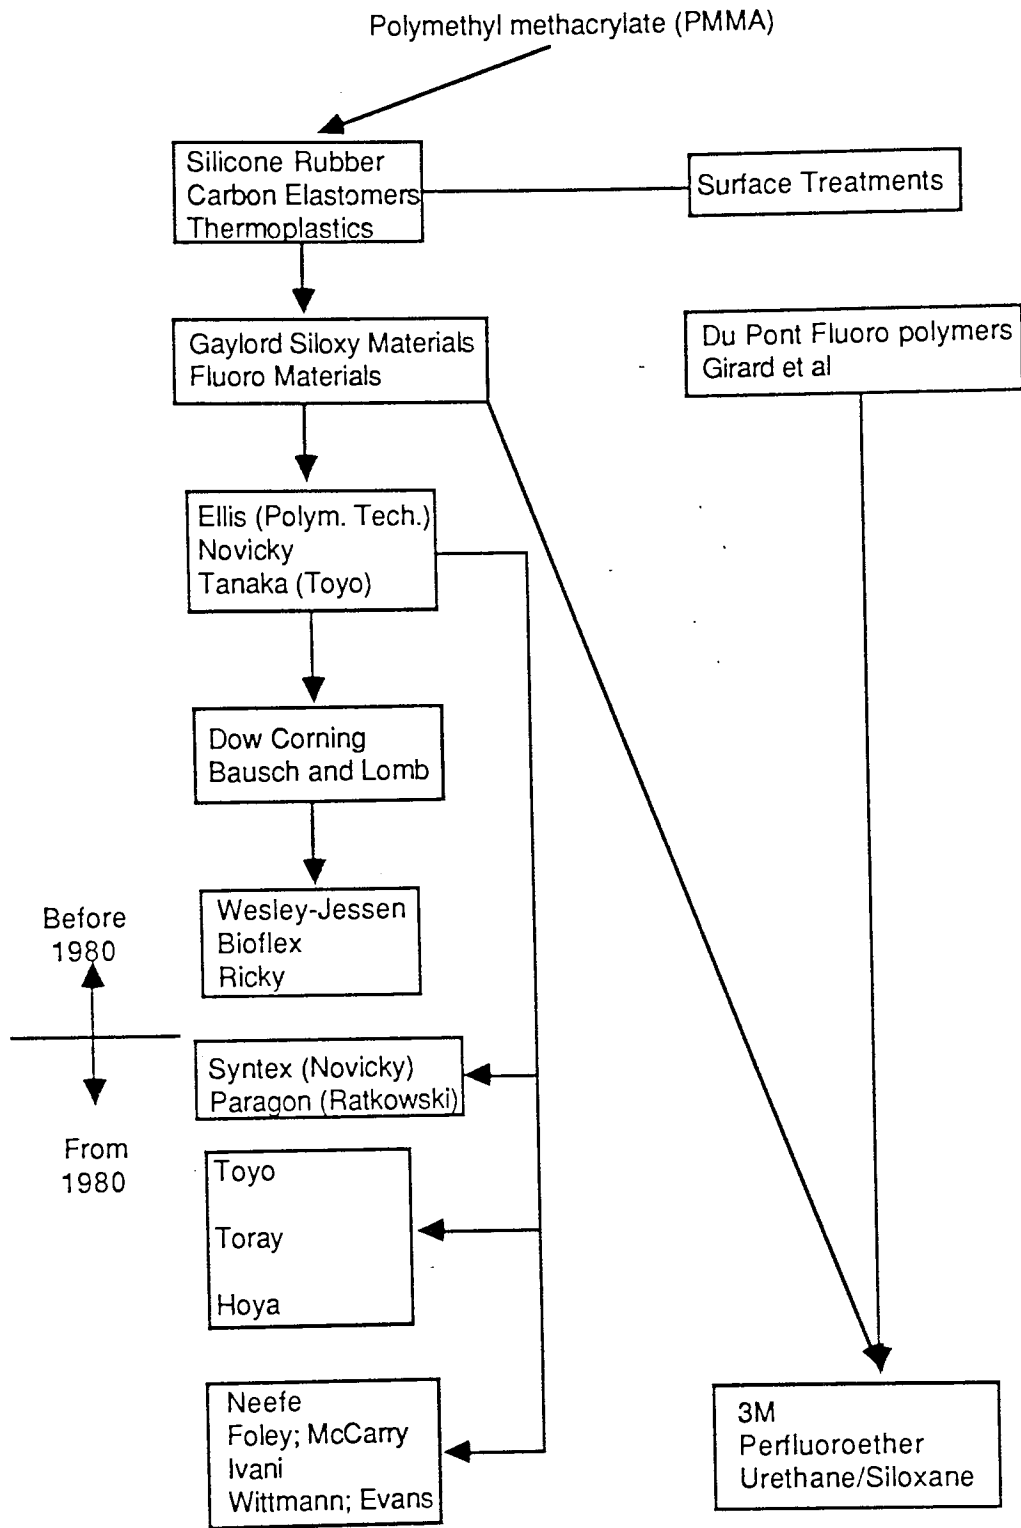 Polymethyl methacrylate (PMMA)
Silicone Rubber
Carbon Elastomers
Thermoplastics
Surface Treatments
Gaylord Siloxy Materials
Fluoro Materials
Du Pont Fluoro polymers
Girard et al
Ellis (Polym. Tech.)
Novicky
Tanaka (Toyo)
Dow Corning
Bausch and Lomb
Wesley-Jessen
Bioflex
Ricky
Before
1980
From
1980
Syntex (Novicky)
Paragon (Ratkowski)
Toyo
Toray
Hoya
Neefe
Foley; McCarry
Ivani
Wittmann; Evans
3M
Perfluoroether
Urethane/Siloxane